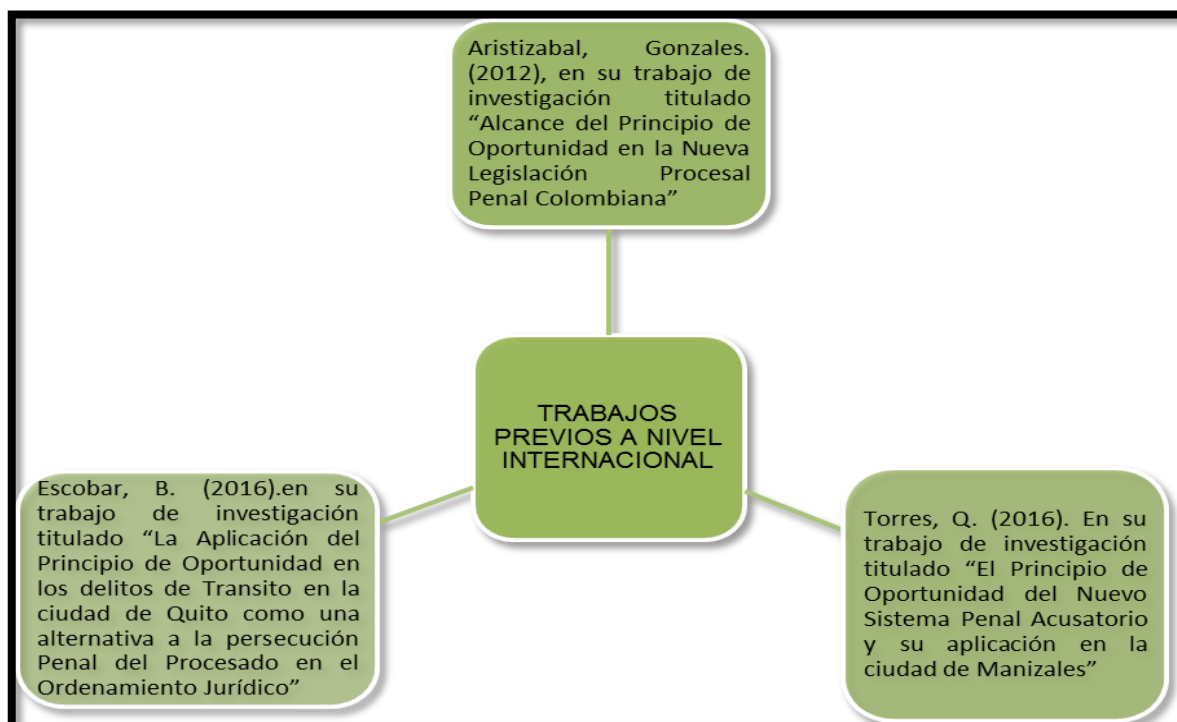 Aristizabal, Gonzales.
(2012), en su trabajo de
investigación titulado
“Alcance del Principio de
Oportunidad en la Nueva
Legislación Procesal
Penal Colombiana”
TRABAJOS
PREVIOS A NIVEL
INTERNACIONAL
Escobar, B. (2016).en su
trabajo de investigación
titulado “La Aplicación del
Principio de Oportunidad en
los delitos de Transito en la
ciudad de Quito como una
alternativa a la persecución
Penal del Procesado en el
Ordenamiento Jurídico”
Torres, Q. (2016). En su
trabajo de investigación
titulado “El Principio de
Oportunidad del Nuevo
Sistema Penal Acusatorio
y su aplicación en la
ciudad de Manizales”